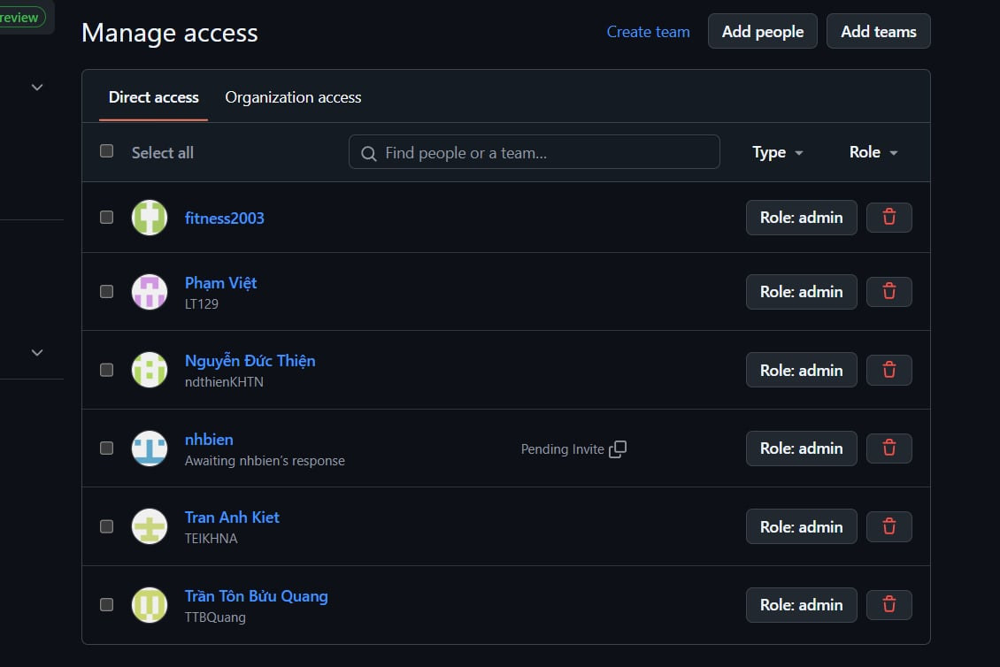 review
Manage access
Create team
Add people
Add teams
Direct access
Organization access
Select all
Find people or a team...
Type
Role
fitness2003
Role: admin
Phạm Việt
LT129
Role: admin
Nguyễn Đức Thiện
ndthienKHTN
Role: admin
nhbien
Awaiting nhbien's response
Pending Invite
Role: admin
Tran Anh Kiet
TEIKHNA
Role: admin
Trần Tôn Bửu Quang
TTBQuang
Role: admin